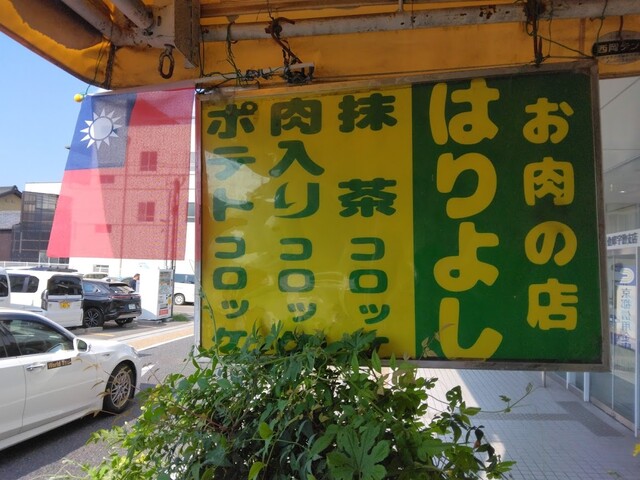 お肉の店
はりよし
抹茶コロッケ
肉入りコロッケ
ポテトコロッケ